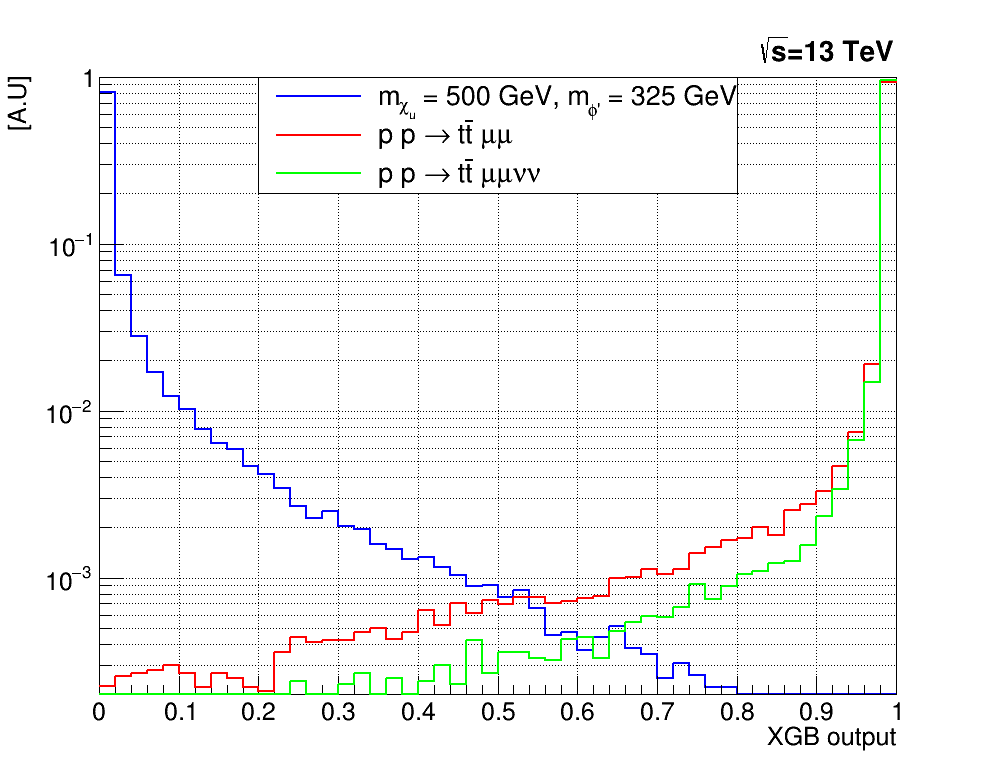 √s=13 TeV
[A.U]
m_χ_u = 500 GeV, m_ϕ' = 325 GeV
p p → tt̄ μμ
p p → tt̄ μμνν
1
10⁻¹
10⁻²
10⁻³
0 0.1 0.2 0.3 0.4 0.5 0.6 0.7 0.8 0.9 1
XGB output